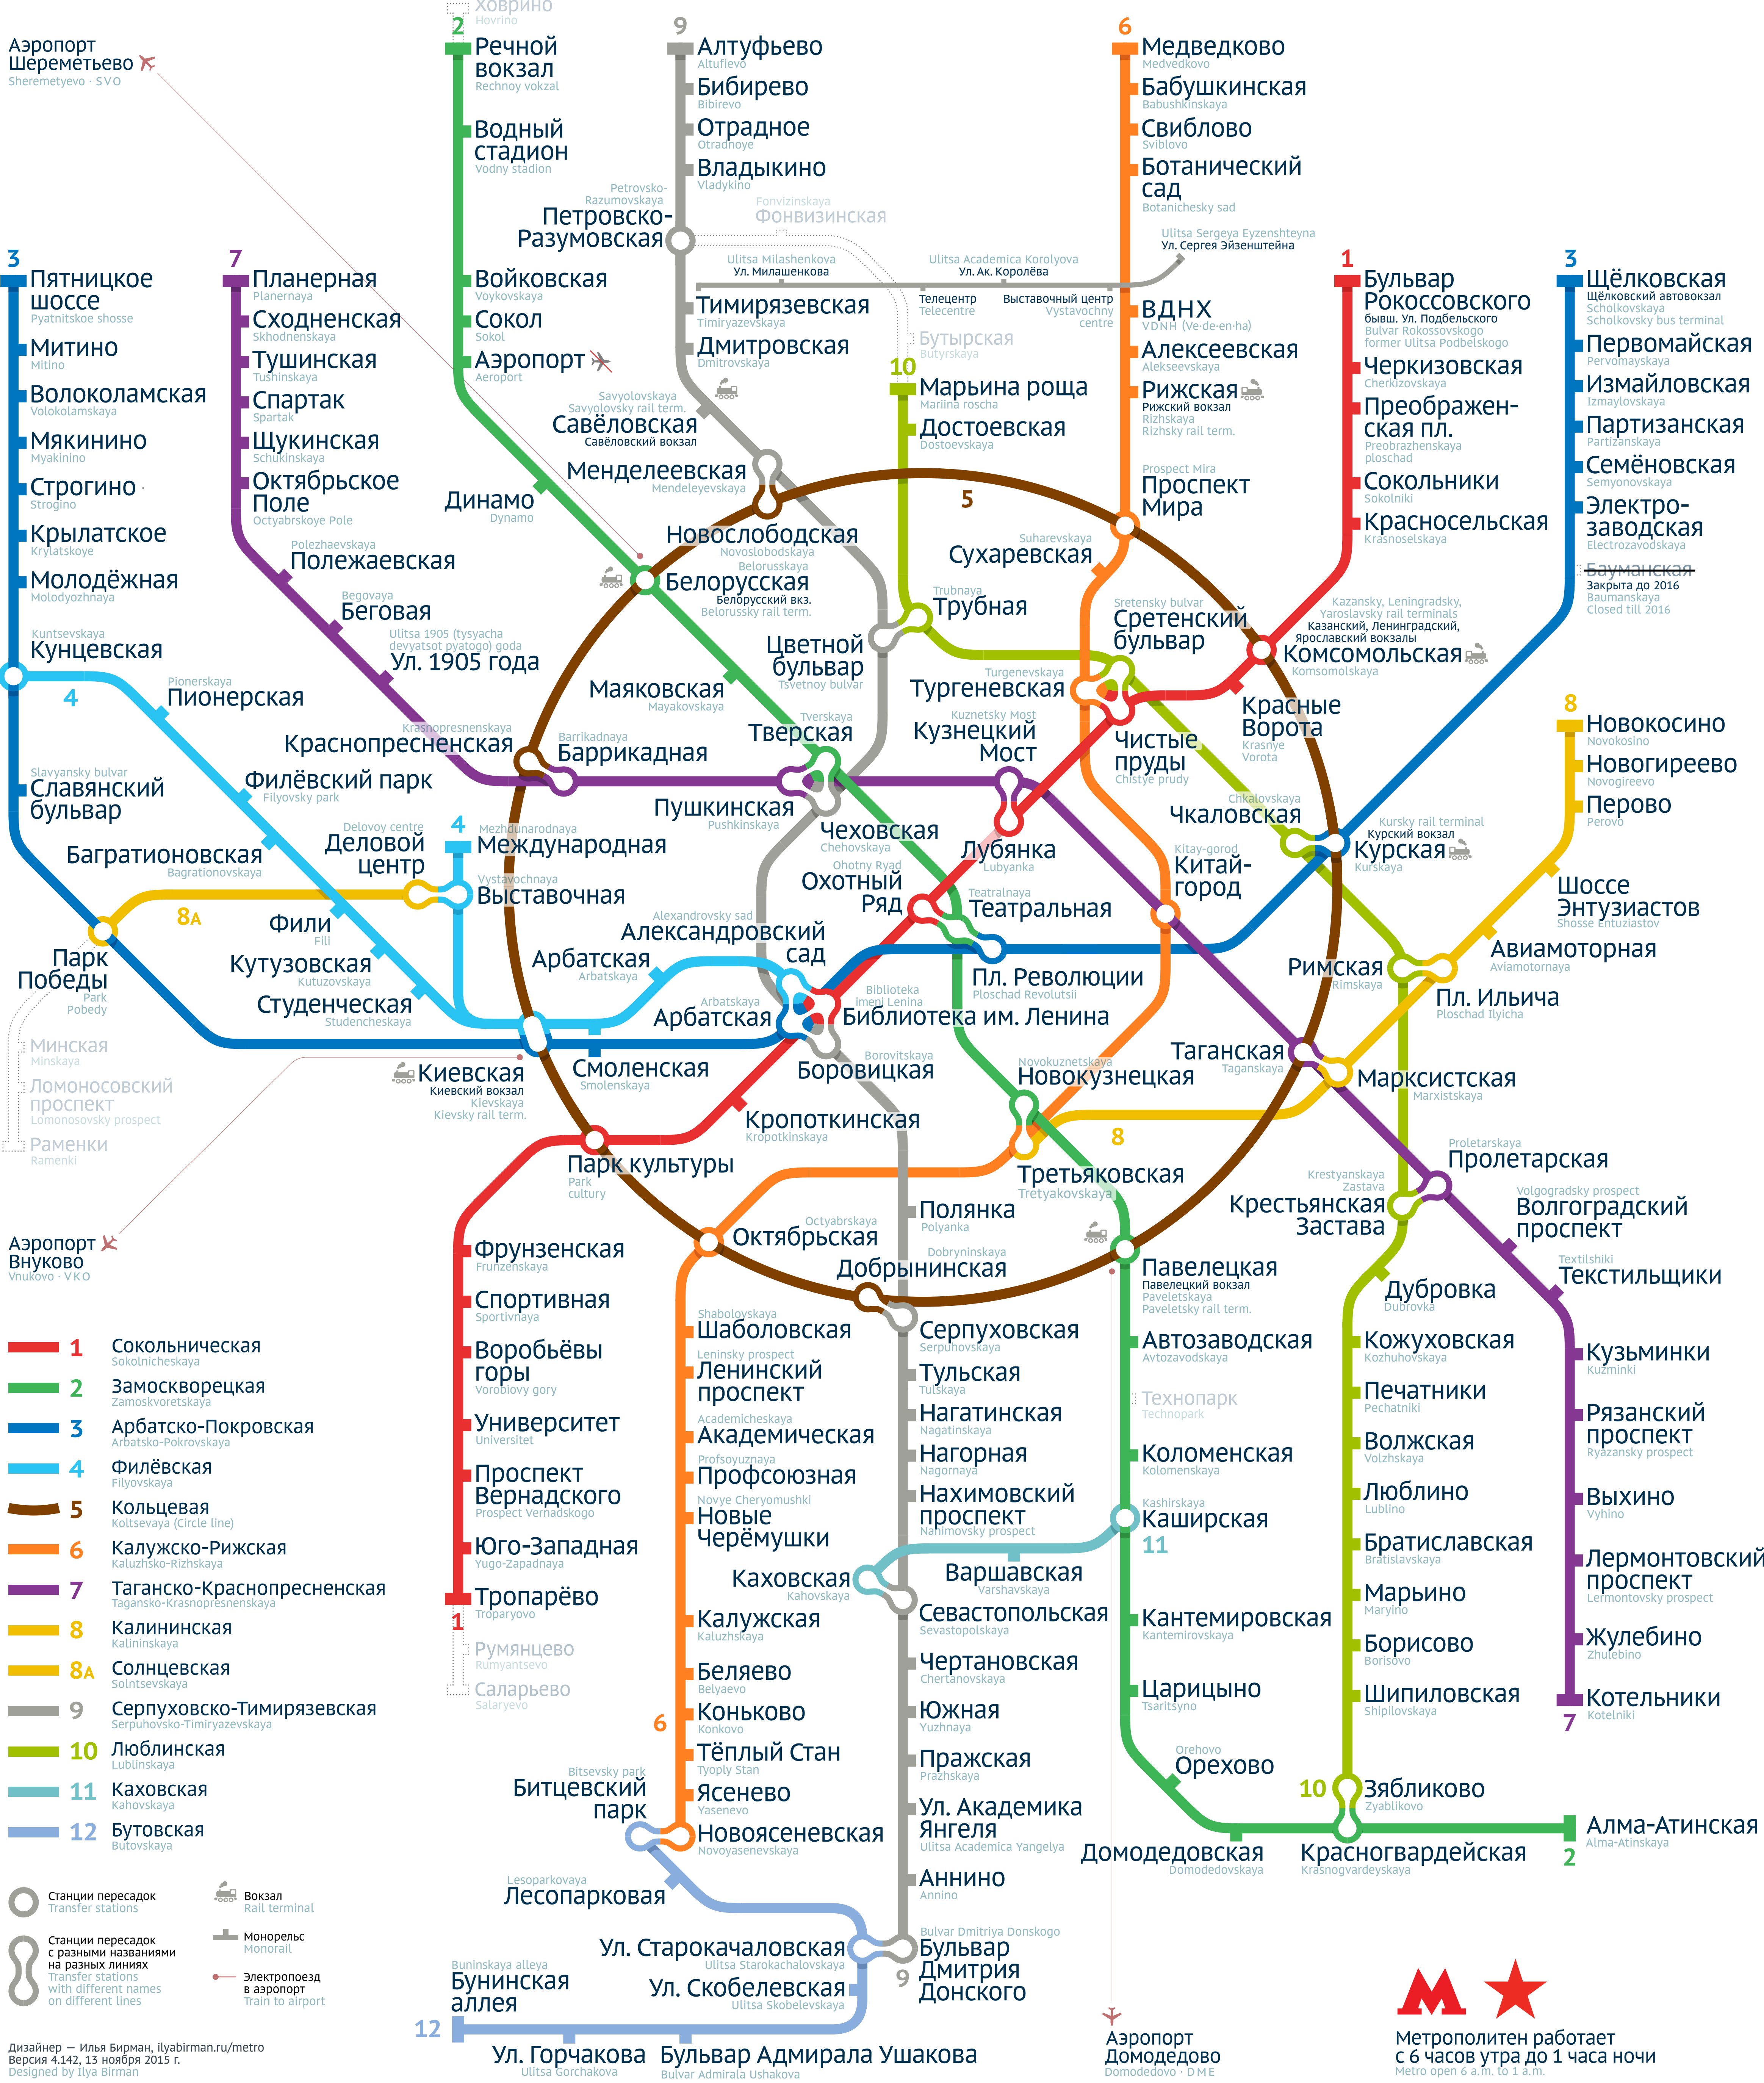 Ховрино
Hovrino
2
Речной
вокзал
Rechnoy vokzal
Водный
стадион
Vodny stadion
Войковская
Voykovskaya
Сокол
Sokol
Аэропорт
Aeroport
Динамо
Dynamo
Белорусская
Belorusskaya
Белорусский вкз.
Belorussky rail term.
Маяковская
Mayakovskaya
Тверская
Tverskaya
Аэропорт
Шереметьево
Sheremetyevo · SVO
9
Алтуфьево
Altufievo
Бибирево
Bibirevo
Отрадное
Otradnoye
Владыкино
Vladykino
Petrovsko-
Razumovskaya
Петровско-
Разумовская
Fonvizinskaya
Фонвизинская
Ulitsa Milashenkova
Ул. Милашенкова
Ulitsa Academica Korolyova
Ул. Ак. Королёва
Ulitsa Sergeya Eyzenshteyna
Ул. Сергея Эйзенштейна
Телецентр
Telecentre
Выставочный центр
Vystavochny
centre
Тимирязевская
Timiryazevskaya
Дмитровская
Dmitrovskaya
Бутырская
Butyrskaya
Savyolovskaya
Savyolovsky rail term.
Савёловская
Савёловский вокзал
Менделеевская
Mendeleyevskaya
Новослободская
Novoslobodskaya
10
Марьина роща
Mariina roscha
Достоевская
Dostoevskaya
Trubnaya
Трубная
Цветной
бульвар
Tsvetnoy bulvar
5
6
Медведково
Medvedkovo
Бабушкинская
Babushkinskaya
Свиблово
Sviblovo
Ботанический
сад
Botanichesky sad
ВДНХ
VDNH (Ve·de·en·ha)
Алексеевская
Alekseevskaya
Рижская
Рижский вокзал
Rizhskaya
Rizhsky rail term.
Prospect Mira
Проспект
Мира
Suharevskaya
Сухаревская
Sretensky bulvar
Сретенский
бульвар
Turgenevskaya
Тургеневская
1
Бульвар
Рокоссовского
бывш. Ул. Подбельского
Bulvar Rokossovskogo
former Ulitsa Podbelskogo
Черкизовская
Cherkizovskaya
Преображен-
ская пл.
Preobrazhenskaya
ploschad
Сокольники
Sokolniki
Красносельская
Krasnoselskaya
Kazansky, Leningradsky,
Yaroslavsky rail terminals
Казанский, Ленинградский,
Ярославский вокзалы
Комсомольская
Komsomolskaya
Красные
Ворота
Krasnye
Vorota
Чистые
пруды
Chistye prudy
3
Щёлковская
Щёлковский автовокзал
Scholkovskaya
Scholkovsky bus terminal
Первомайская
Pervomayskaya
Измайловская
Izmaylovskaya
Партизанская
Partizanskaya
Семёновская
Semyonovskaya
Электро-
заводская
Electrozavodskaya
Бауманская
Закрыта до 2016
Baumanskaya
Closed till 2016
3
Пятницкое
шоссе
Pyatnitskoe shosse
Митино
Mitino
Волоколамская
Volokolamskaya
Мякинино
Myakinino
Строгино
Strogino
Крылатское
Krylatskoye
Молодёжная
Molodyozhnaya
Kuntsevskaya
Кунцевская
7
Планерная
Planernaya
Сходненская
Skhodnenskaya
Тушинская
Tushinskaya
Спартак
Spartak
Щукинская
Schukinskaya
Октябрьское
Поле
Octyabrskoye Pole
Polezhaevskaya
Полежаевская
Begovaya
Беговая
Ulitsa 1905 (tysyacha
devyatsot pyatogo) goda
Ул. 1905 года
Krasnopresnenskaya
Краснопресненская
Barrikadnaya
Баррикадная
4
Pionerskaya
Пионерская
Филёвский парк
Filyovsky park
Slavyansky bulvar
Славянский
бульвар
Багратионовская
Bagrationovskaya
Фили
Fili
Кутузовская
Kutuzovskaya
Студенческая
Studencheskaya
Delovoy centre
Деловой
центр
4
Mezhdunarodnaya
Международная
Vystavochnaya
Выставочная
8А
Парк
Победы
Park
Pobedy
Минская
Minskaya
Ломоносовский
проспект
Lomonosovsky prospect
Раменки
Ramenki
Пушкинская
Pushkinskaya
Чеховская
Chehovskaya
Kuznetsky Most
Кузнецкий
Мост
Лубянка
Lubyanka
Ohotny Ryad
Охотный
Ряд
Teatralnaya
Театральная
Пл. Революции
Ploschad Revolutsii
Kitay-gorod
Китай-
город
Chkalovskaya
Чкаловская
Kursky rail terminal
Курский вокзал
Курская
Kurskaya
8
Новокосино
Novokosino
Новогиреево
Novogireevo
Перово
Perovo
Шоссе
Энтузиастов
Shosse Entuziastov
Авиамоторная
Aviamotornaya
Римская
Rimskaya
Пл. Ильича
Ploschad Ilyicha
Таганская
Taganskaya
Марксистская
Marxistskaya
Alexandrovsky sad
Александровский
сад
Арбатская
Arbatskaya
Arbatskaya
Арбатская
Biblioteka
imeni Lenina
Библиотека им. Ленина
Borovitskaya
Боровицкая
Смоленская
Smolenskaya
Киевская
Киевский вокзал
Kievskaya
Kievsky rail term.
Кропоткинская
Kropotkinskaya
Парк культуры
Park
cultury
Novokuznetskaya
Новокузнецкая
8
Третьяковская
Tretyakovskaya
Полянка
Polyanka
Octyabrskaya
Октябрьская
Dobryninskaya
Добрынинская
Серпуховская
Serpuhovskaya
Павелецкая
Павелецкий вокзал
Paveletskaya
Paveletsky rail term.
Proletarskaya
Пролетарская
Krestyanskaya
Zastava
Крестьянская
Застава
Volgogradsky prospect
Волгоградский
проспект
Textilshiki
Текстильщики
Дубровка
Dubrovka
Аэропорт
Внуково
Vnukovo · VKO
Фрунзенская
Frunzenskaya
Спортивная
Sportivnaya
Воробьёвы
горы
Vorobiovy gory
Университет
Universitet
Проспект
Вернадского
Prospect Vernadskogo
Юго-Западная
Yugo-Zapadnaya
Тропарёво
Troparyovo
1
Румянцево
Rumyantsevo
Саларьево
Salaryevo
Shabolovskaya
Шаболовская
Leninsky prospect
Ленинский
проспект
Academicheskaya
Академическая
Profsoyuznaya
Профсоюзная
Novye Cheryomushki
Новые
Черёмушки
Калужская
Kaluzhskaya
Беляево
Belyaevo
6
Коньково
Konkovo
Тёплый Стан
Tyoply Stan
Ясенево
Yasenevo
Новоясеневская
Novoyasenevskaya
Bitsevsky park
Битцевский
парк
Lesoparkovaya
Лесопарковая
Тульская
Tulskaya
Нагатинская
Nagatinskaya
Нагорная
Nagornaya
Нахимовский
проспект
Nahimovsky prospect
Каховская
Kahovskaya
Варшавская
Varshavskaya
Севастопольская
Sevastopolskaya
Чертановская
Chertanovskaya
Южная
Yuzhnaya
Пражская
Prazhskaya
Ул. Академика
Янгеля
Ulitsa Academica Yangelya
Аннино
Annino
Bulvar Dmitriya Donskogo
Бульвар
Дмитрия
Донского
9
Ул. Старокачаловская
Ulitsa Starokachalovskaya
Ул. Скобелевская
Ulitsa Skobelevskaya
Buninskaya alleya
Бунинская
аллея
12
Ул. Горчакова
Ulitsa Gorchakova
Бульвар Адмирала Ушакова
Bulvar Admirala Ushakova
Автозаводская
Avtozavodskaya
Технопарк
Technopark
Коломенская
Kolomenskaya
Kashirskaya
Каширская
11
Кантемировская
Kantemirovskaya
Царицыно
Tsaritsyno
Orehovo
Орехово
Домодедовская
Domodedovskaya
Красногвардейская
Krasnogvardeyskaya
Алма-Атинская
Alma-Atinskaya
2
Кожуховская
Kozhuhovskaya
Печатники
Pechatniki
Волжская
Volzhskaya
Люблино
Lublino
Братиславская
Bratislavskaya
Марьино
Maryino
Борисово
Borisovo
Шипиловская
Shipilovskaya
10
Зябликово
Zyablikovo
Кузьминки
Kuzminki
Рязанский
проспект
Ryazansky prospect
Выхино
Vyhino
Лермонтовский
проспект
Lermontovsky prospect
Жулебино
Zhulebino
Котельники
Kotelniki
7
1 Сокольническая
Sokolnicheskaya
2 Замоскворецкая
Zamoskvoretskaya
3 Арбатско-Покровская
Arbatsko-Pokrovskaya
4 Филёвская
Filyovskaya
5 Кольцевая
Koltsevaya (Circle line)
6 Калужско-Рижская
Kaluzhsko-Rizhskaya
7 Таганско-Краснопресненская
Tagansko-Krasnopresnenskaya
8 Калининская
Kalininskaya
8А Солнцевская
Solntsevskaya
9 Серпуховско-Тимирязевская
Serpuhovsko-Timiryazevskaya
10 Люблинская
Lublinskaya
11 Каховская
Kahovskaya
12 Бутовская
Butovskaya
Станции пересадок
Transfer stations
Станции пересадок
с разными названиями
на разных линиях
Transfer stations
with different names
on different lines
Вокзал
Rail terminal
Монорельс
Monorail
Электропоезд
в аэропорт
Train to airport
Дизайнер — Илья Бирман, ilyabirman.ru/metro
Версия 4.142, 13 ноября 2015 г.
Designed by Ilya Birman
Аэропорт
Домодедово
Domodedovo · DME
Метрополитен работает
с 6 часов утра до 1 часа ночи
Metro open 6 a.m. to 1 a.m.